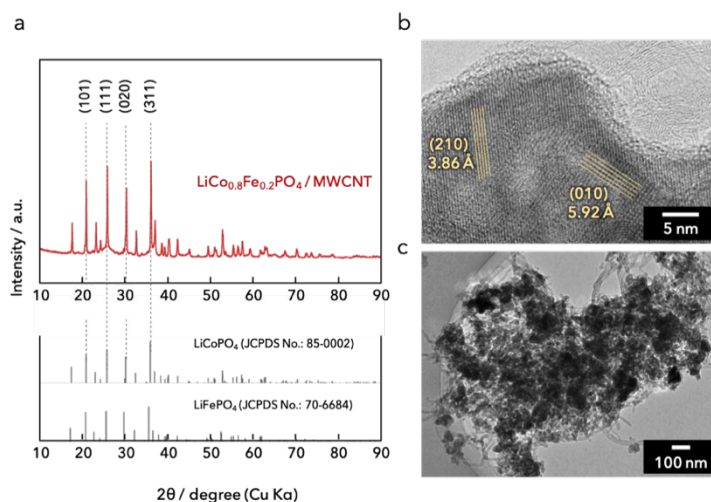 a
(101)
(111)
(020)
(311)
LiCo0.8Fe0.2PO4 / MWCNT
Intensity / a.u.
10 20 30 40 50 60 70 80 90
LiCoPO4 (JCPDS No.: 85-0002)
LiFePO4 (JCPDS No.: 70-6684)
10 20 30 40 50 60 70 80 90
2θ / degree (Cu Kα)
b
(210)
3.86 Å
(010)
5.92 Å
5 nm
c
100 nm